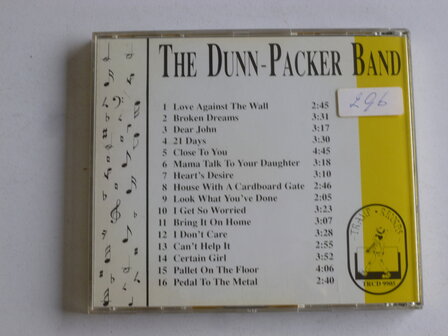 THE DUNN-PACKER BAND
296
1 Love Against The Wall 2:45
2 Broken Dreams 3:31
3 Dear John 3:17
4 21 Days 3:30
5 Close To You 4:45
6 Mama Talk To Your Daughter 3:18
7 Heart's Desire 3:10
8 House With A Cardboard Gate 2:46
9 Look What You've Done 2:05
10 I Get So Worried 3:23
11 Bring It On Home 3:07
12 I Don't Care 3:28
13 Can't Help It 2:55
14 Certain Girl 3:52
15 Pallet On The Floor 4:06
16 Pedal To The Metal 2:40
TRAMP · RECORDS
TRCD 9903